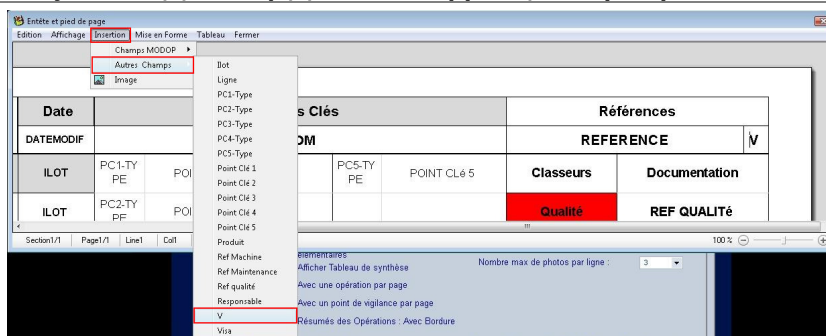 Entête et pied de page
Edition Affichage Insertion Mise en Forme Tableau Fermer
Champs MODOP
Autres Champs
Image
Ilot
Ligne
PC1-Type
PC2-Type
PC3-Type
PC4-Type
PC5-Type
Point Clé 1
Point Clé 2
Point Clé 3
Point Clé 4
Point Clé 5
Produit
Ref Machine
Ref Maintenance
Ref qualité
Responsable
V
Visa
Date s Clés Références
DATEMODIF OM REFERENCE V
ILOT PC1-TY PE POI PC5-TY PE POINT CLé 5 Classeurs Documentation
ILOT PC2-TY PE POI Qualité REF QUALITé
Section1/1 Page1/1 Line1 Col1 100 %
élémentaires
Afficher Tableau de synthèse Nombre max de photos par ligne : 3
Avec une opération par page
Avec un point de vigilance par page
Résumés des Opérations : Avec Bordure